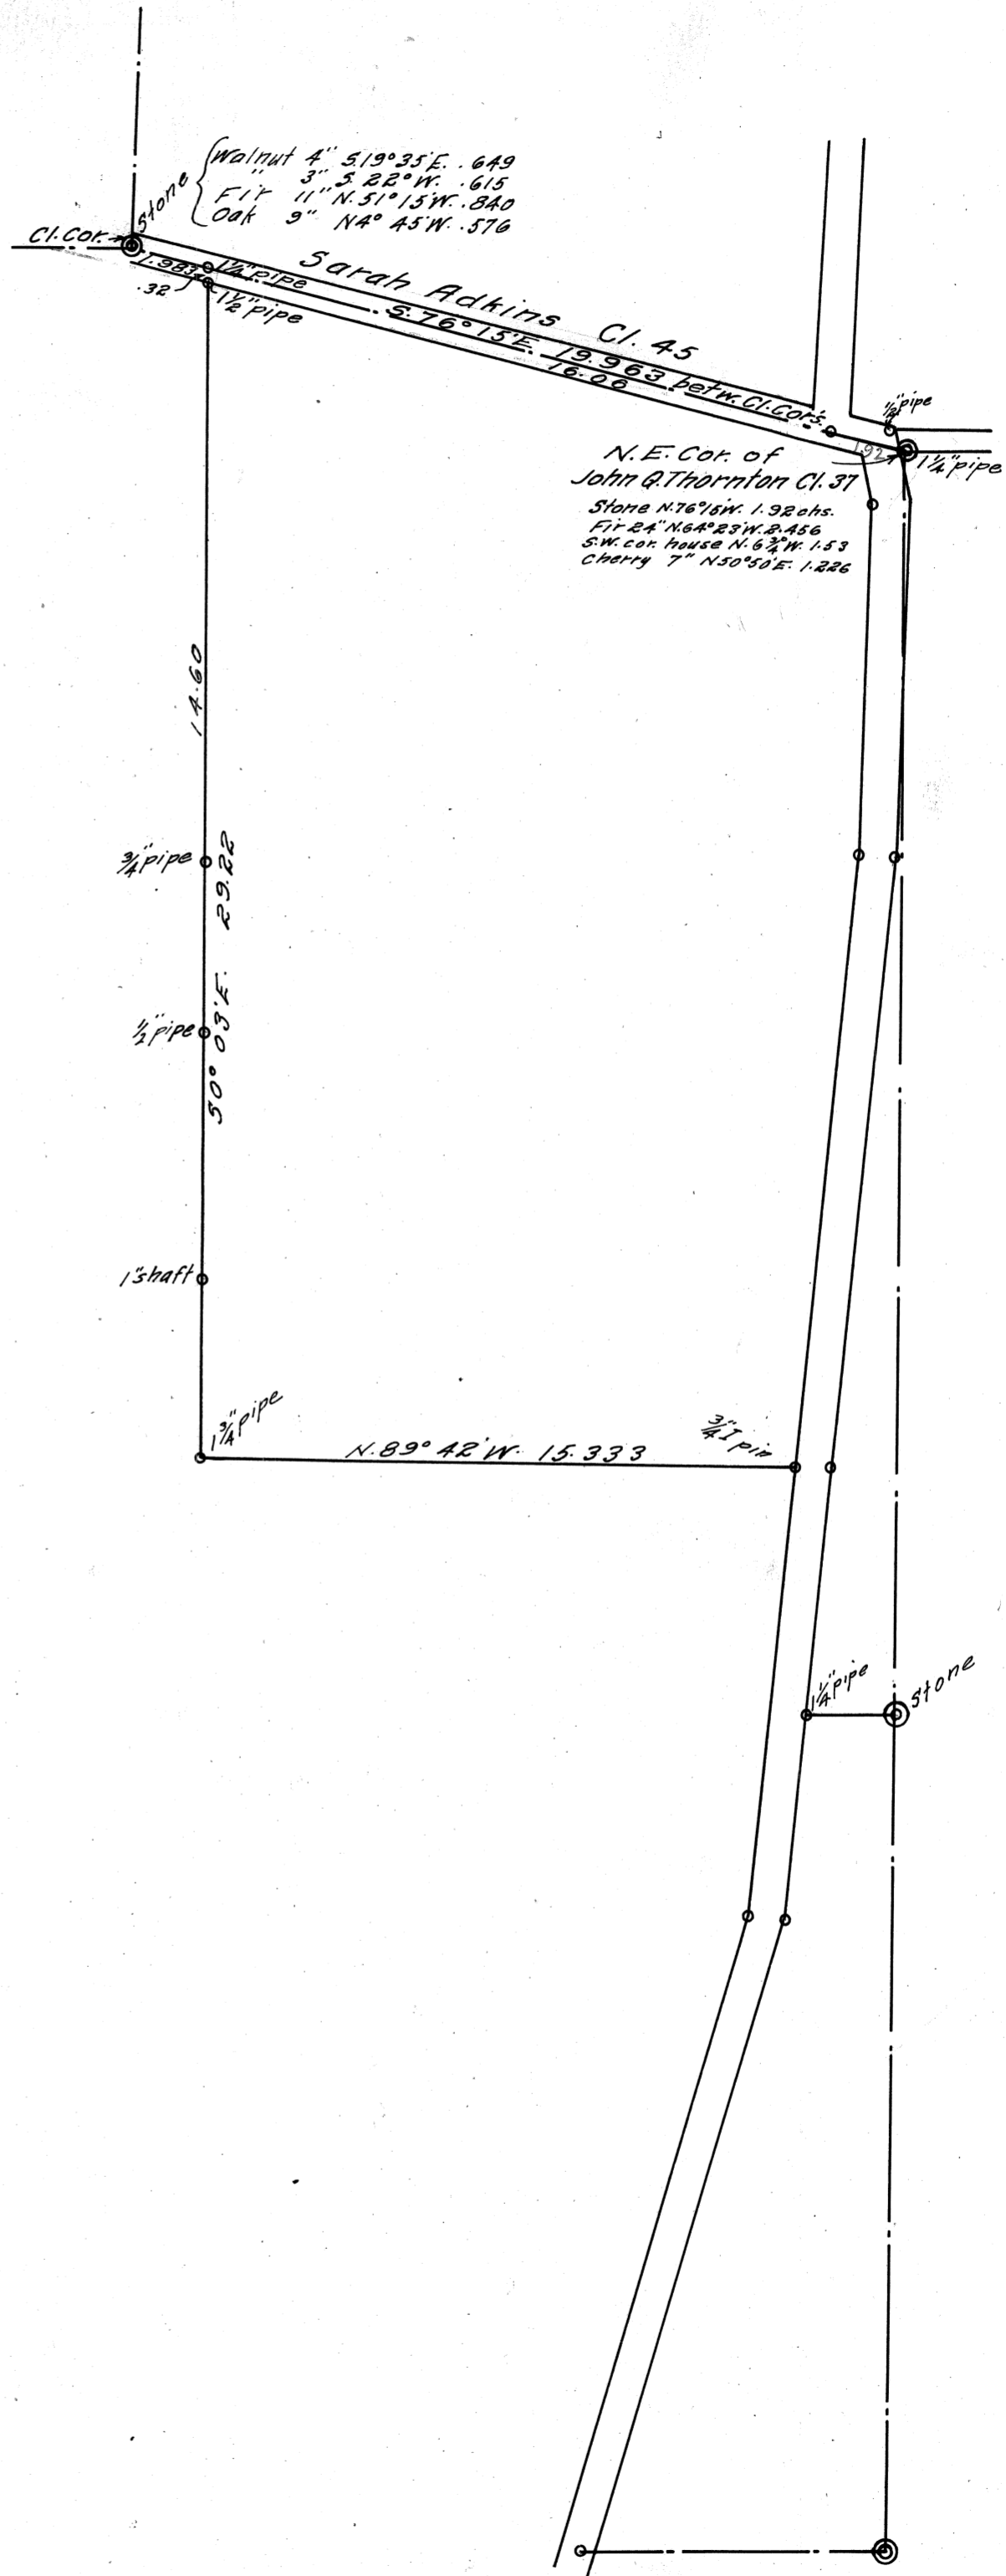 Walnut 4" S.19°35'E. .649
" 3" S. 22° W. .615
Fir 11" N.51°15'W. .840
Oak 9" N4° 45'W. .576
Stone
Cl. Cor.
1.983
1¼" pipe
.32
1½" pipe
Sarah Adkins Cl. 45
S. 76° 15'E. 19.963 betw. Cl. Cor's.
16.06
½" pipe
1.92
1¼" pipe
N.E. Cor. of
John Q. Thornton Cl. 37
Stone N.76°15'W. 1.92 chs.
Fir 24" N.64°23'W. 2.456
S.W. cor. house N.6¾°W. 1.53
Cherry 7" N50°50'E. 1.226
14.60
¾" pipe
S0° 03'E. 29.22
½" pipe
1" shaft
1¾" pipe
N.89° 42'W. 15.333
¾" I pin
1¼" pipe
Stone